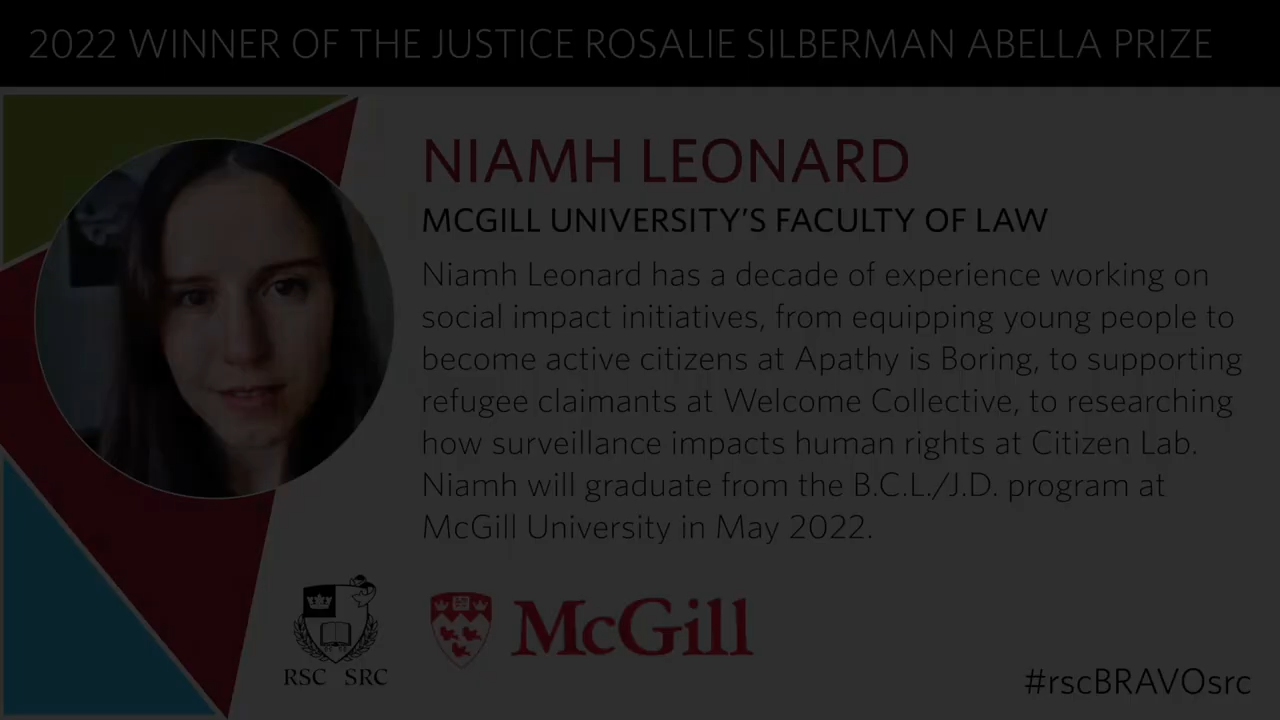 2022 WINNER OF THE JUSTICE ROSALIE SILBERMAN ABELLA PRIZE
NIAMH LEONARD
MCGILL UNIVERSITY'S FACULTY OF LAW
Niamh Leonard has a decade of experience working on
social impact initiatives, from equipping young people to
become active citizens at Apathy is Boring, to supporting
refugee claimants at Welcome Collective, to researching
how surveillance impacts human rights at Citizen Lab.
Niamh will graduate from the B.C.L./J.D. program at
McGill University in May 2022.
RSC SRC
McGill
#rscBRAVOsrc